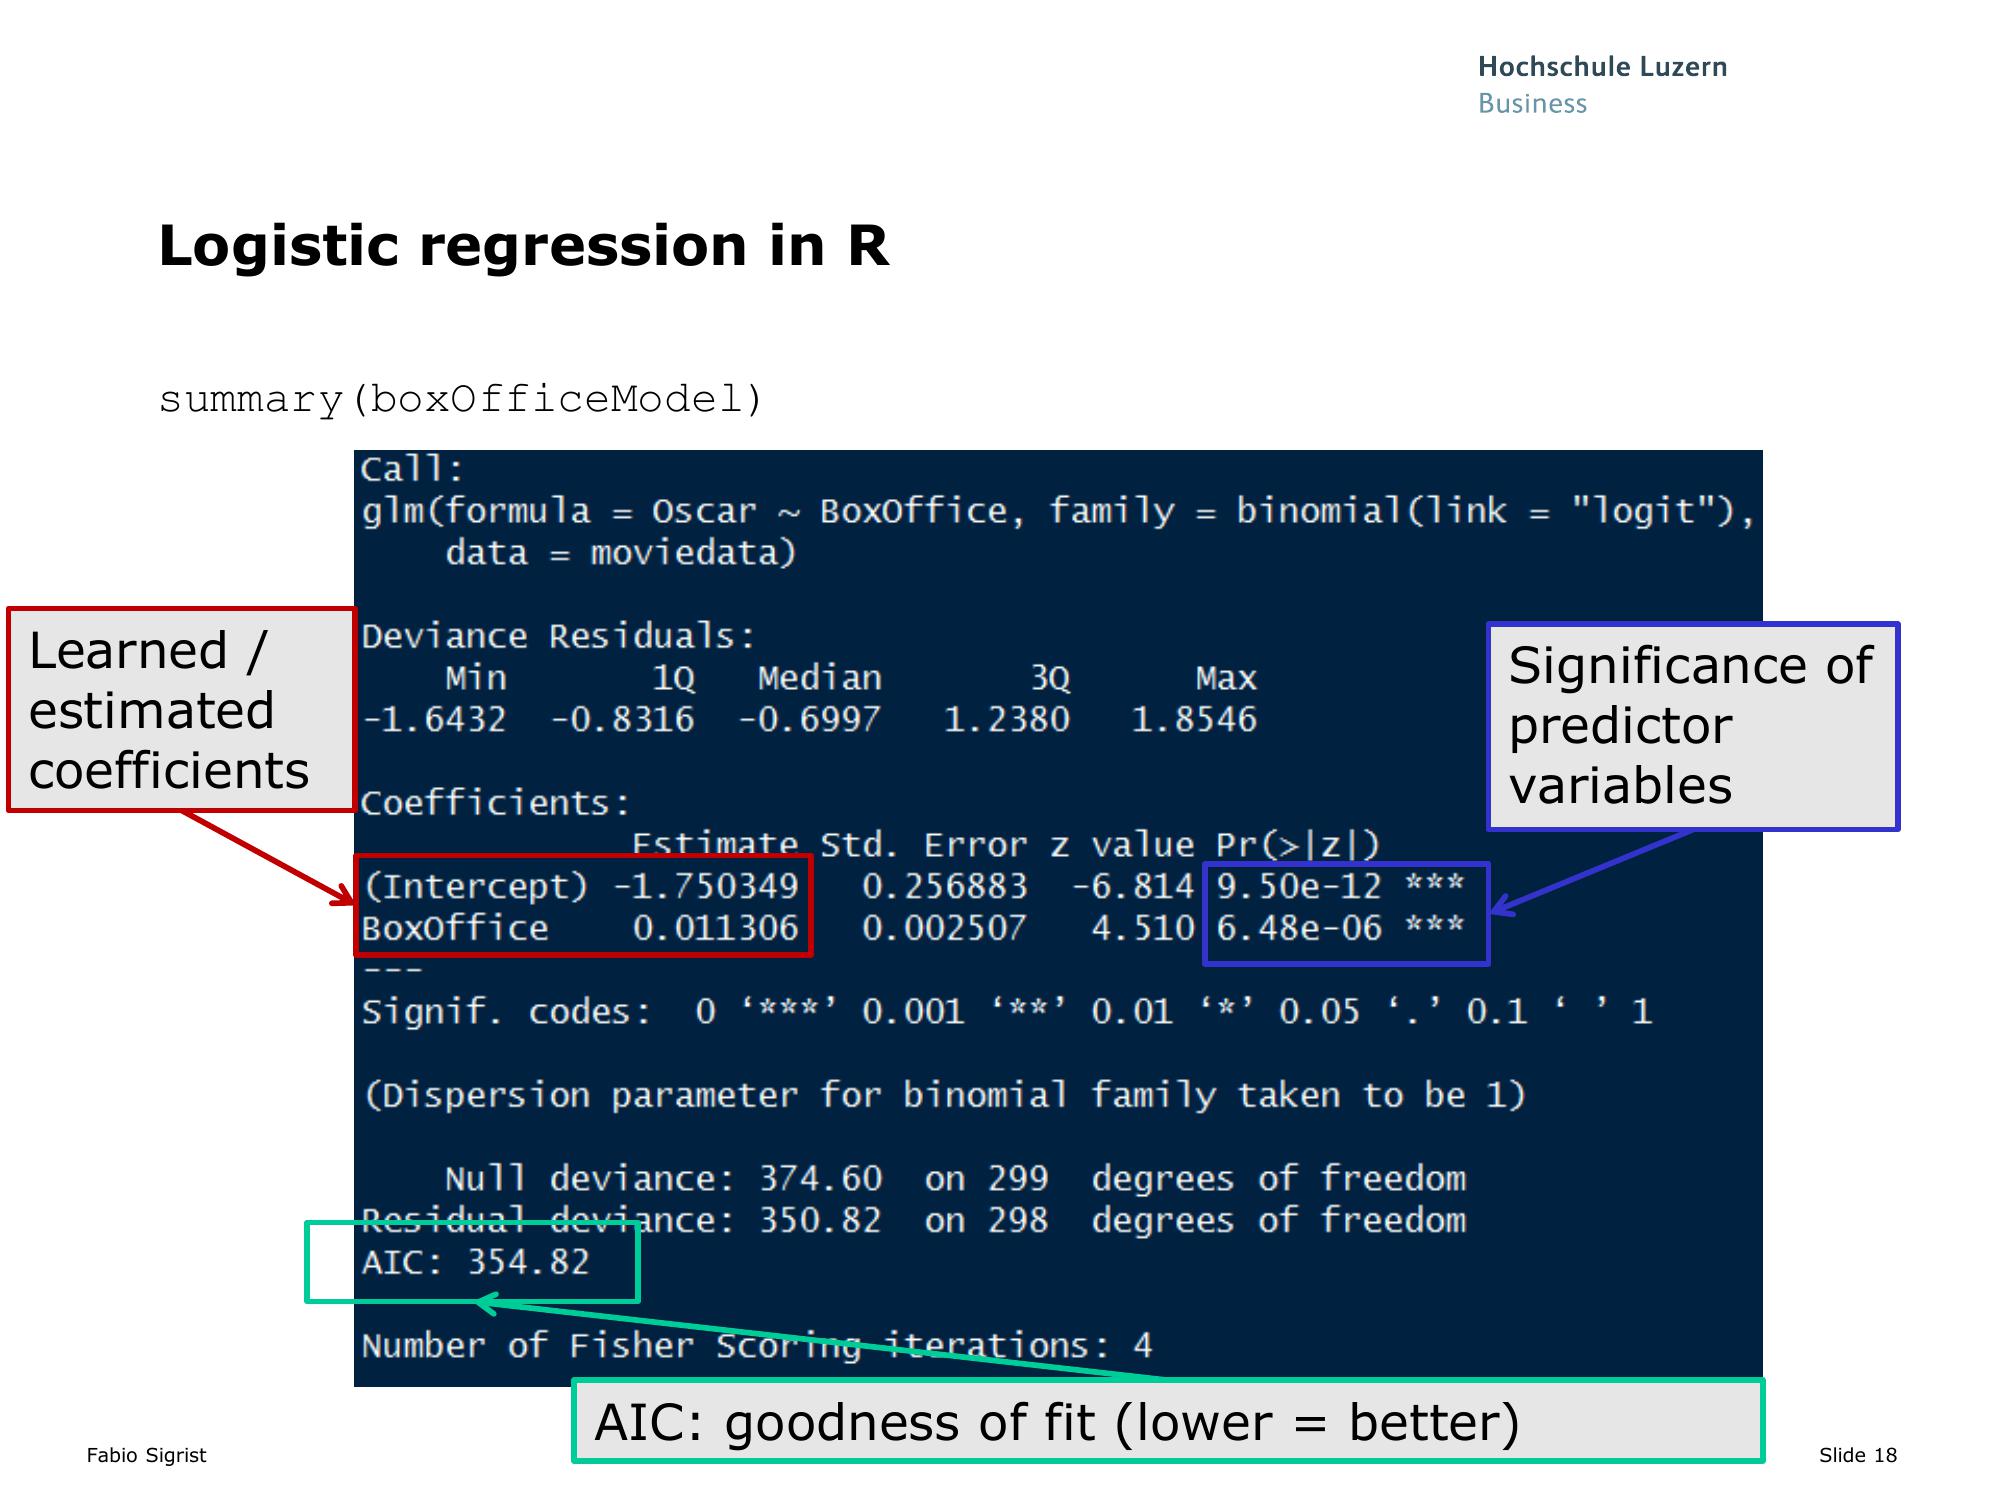 Hochschule Luzern
Business
Logistic regression in R
summary(boxOfficeModel)
Call:
glm(formula = Oscar ~ BoxOffice, family = binomial(link = "logit"),
data = moviedata)
Deviance Residuals:
Min 1Q Median 3Q Max
-1.6432 -0.8316 -0.6997 1.2380 1.8546
Coefficients:
Estimate Std. Error z value Pr(>|z|)
(Intercept) -1.750349 0.256883 -6.814 9.50e-12 ***
BoxOffice 0.011306 0.002507 4.510 6.48e-06 ***
---
Signif. codes: 0 ‘***’ 0.001 ‘**’ 0.01 ‘*’ 0.05 ‘.’ 0.1 ‘ ’ 1
(Dispersion parameter for binomial family taken to be 1)
Null deviance: 374.60 on 299 degrees of freedom
Residual deviance: 350.82 on 298 degrees of freedom
AIC: 354.82
Number of Fisher Scoring iterations: 4
Learned /
estimated
coefficients
Significance of
predictor
variables
AIC: goodness of fit (lower = better)
Fabio Sigrist
Slide 18